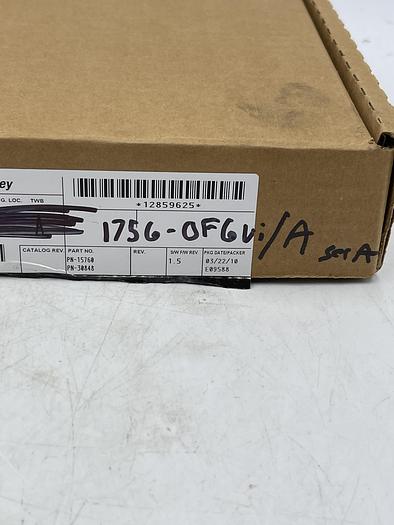 ey
G. LOC. TWB
*12859625*
A 1756-OF6vi/A serA
CATALOG REV. PART NO. REV. S/W F/W REV. PKG DATE/PACKER
PN-15760 1.5 03/22/10
PN-30848 E09588